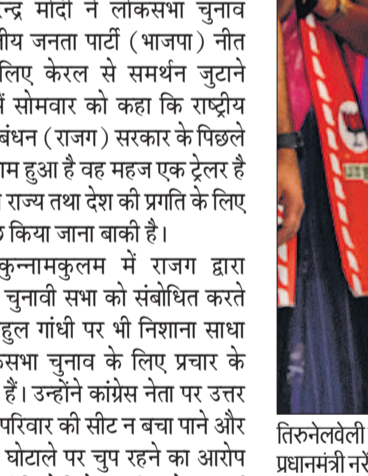 रेन्द्र मोदी ने लोकसभा चुनाव
तीय जनता पार्टी (भाजपा) नीत
लिए केरल से समर्थन जुटाने
में सोमवार को कहा कि राष्ट्रीय
बंधन (राजग) सरकार के पिछले
काम हुआ है वह महज एक ट्रेलर है
राज्य तथा देश की प्रगति के लिए
किया जाना बाकी है।
कुन्नामकुलम में राजग द्वारा
चुनावी सभा को संबोधित करते
हुल गांधी पर भी निशाना साधा
कसभा चुनाव के लिए प्रचार के
हैं। उन्होंने कांग्रेस नेता पर उत्तर
परिवार की सीट न बचा पाने और
घोटाले पर चुप रहने का आरोप
तिरुनेलवेली
प्रधानमंत्री नरें